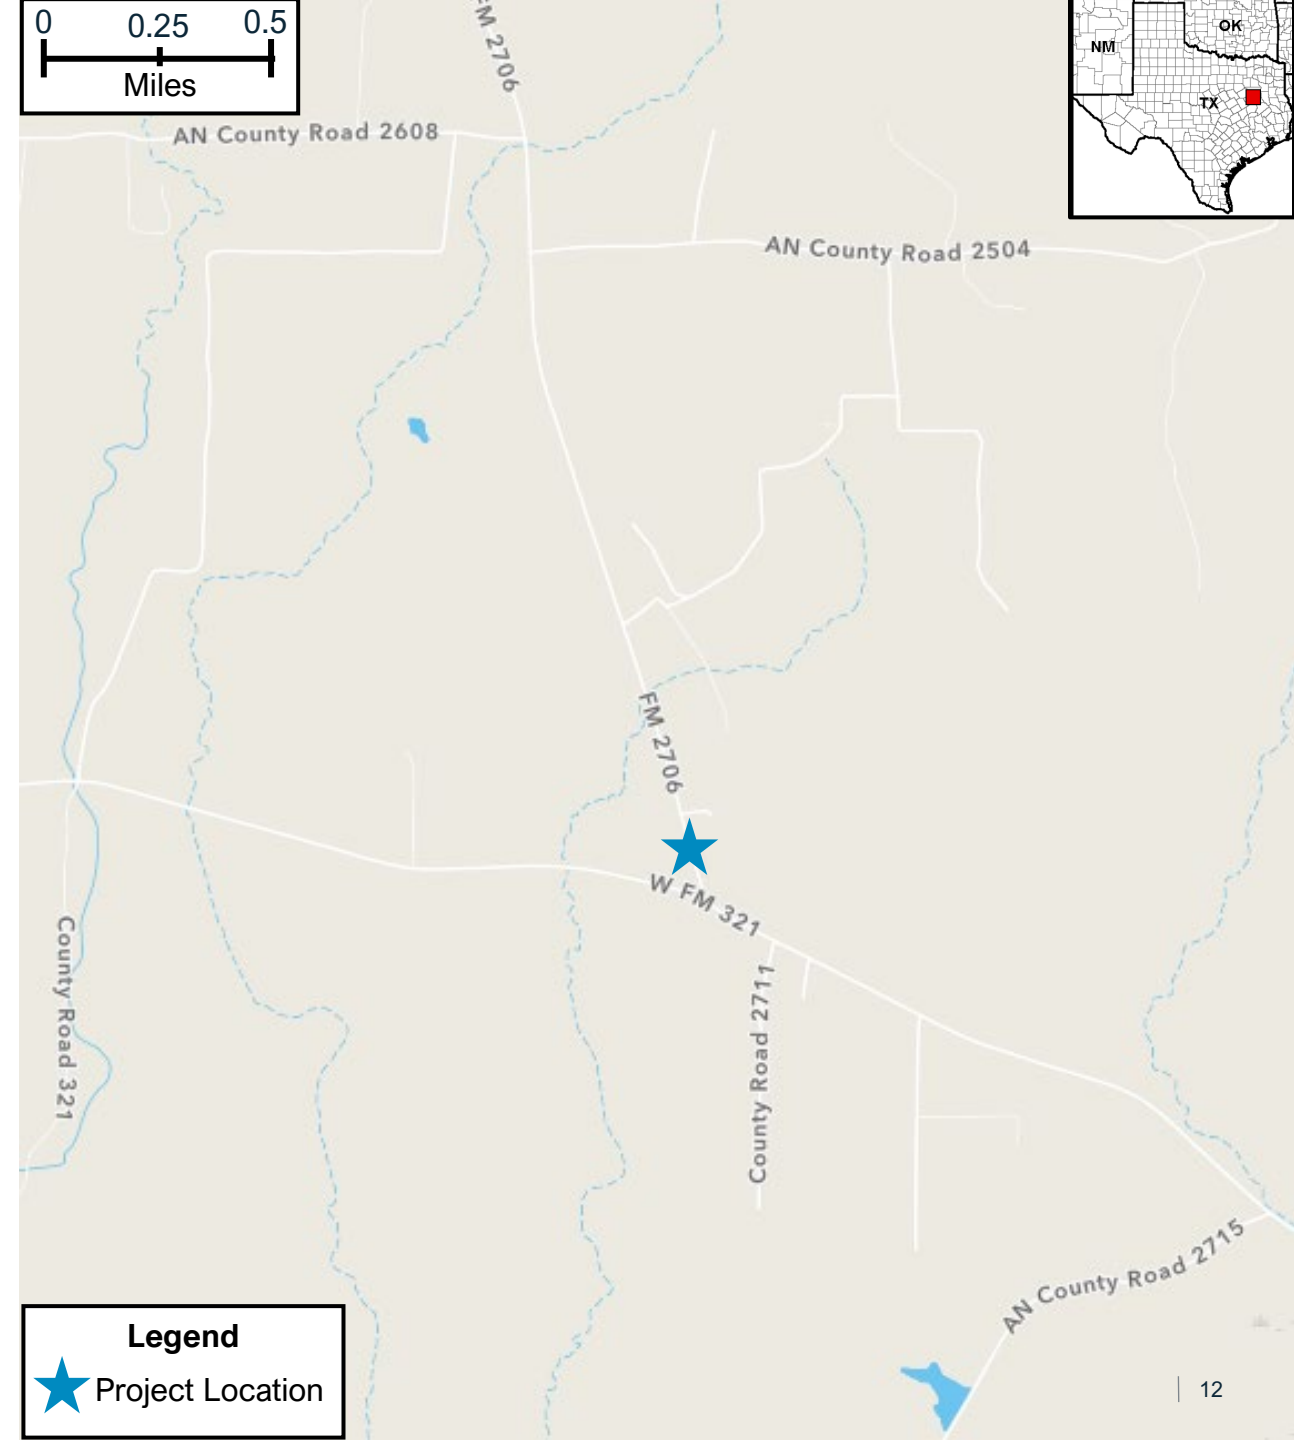 0 0.25 0.5
Miles
FM 2706
OK
NM
TX
AN County Road 2608
AN County Road 2504
FM 2706
W FM 321
County Road 321
County Road 2711
AN County Road 2715
Legend
Project Location
12